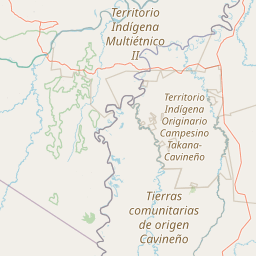 Territorio
Indígena
Multiétnico
II
Territorio
Indígena
Originario
Campesino
Takana-
Cavineño
Tierras
comunitarias
de origen
Cavineño